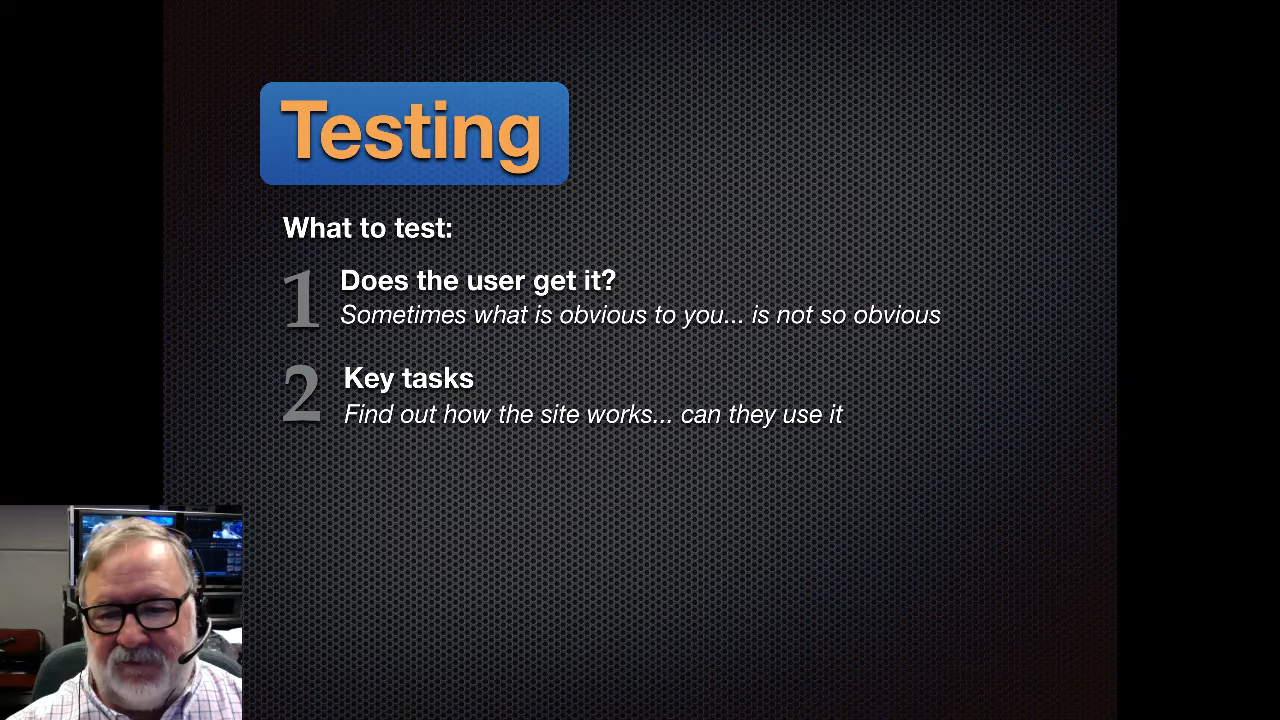 Testing
What to test:
1 Does the user get it?
Sometimes what is obvious to you... is not so obvious
2 Key tasks
Find out how the site works... can they use it